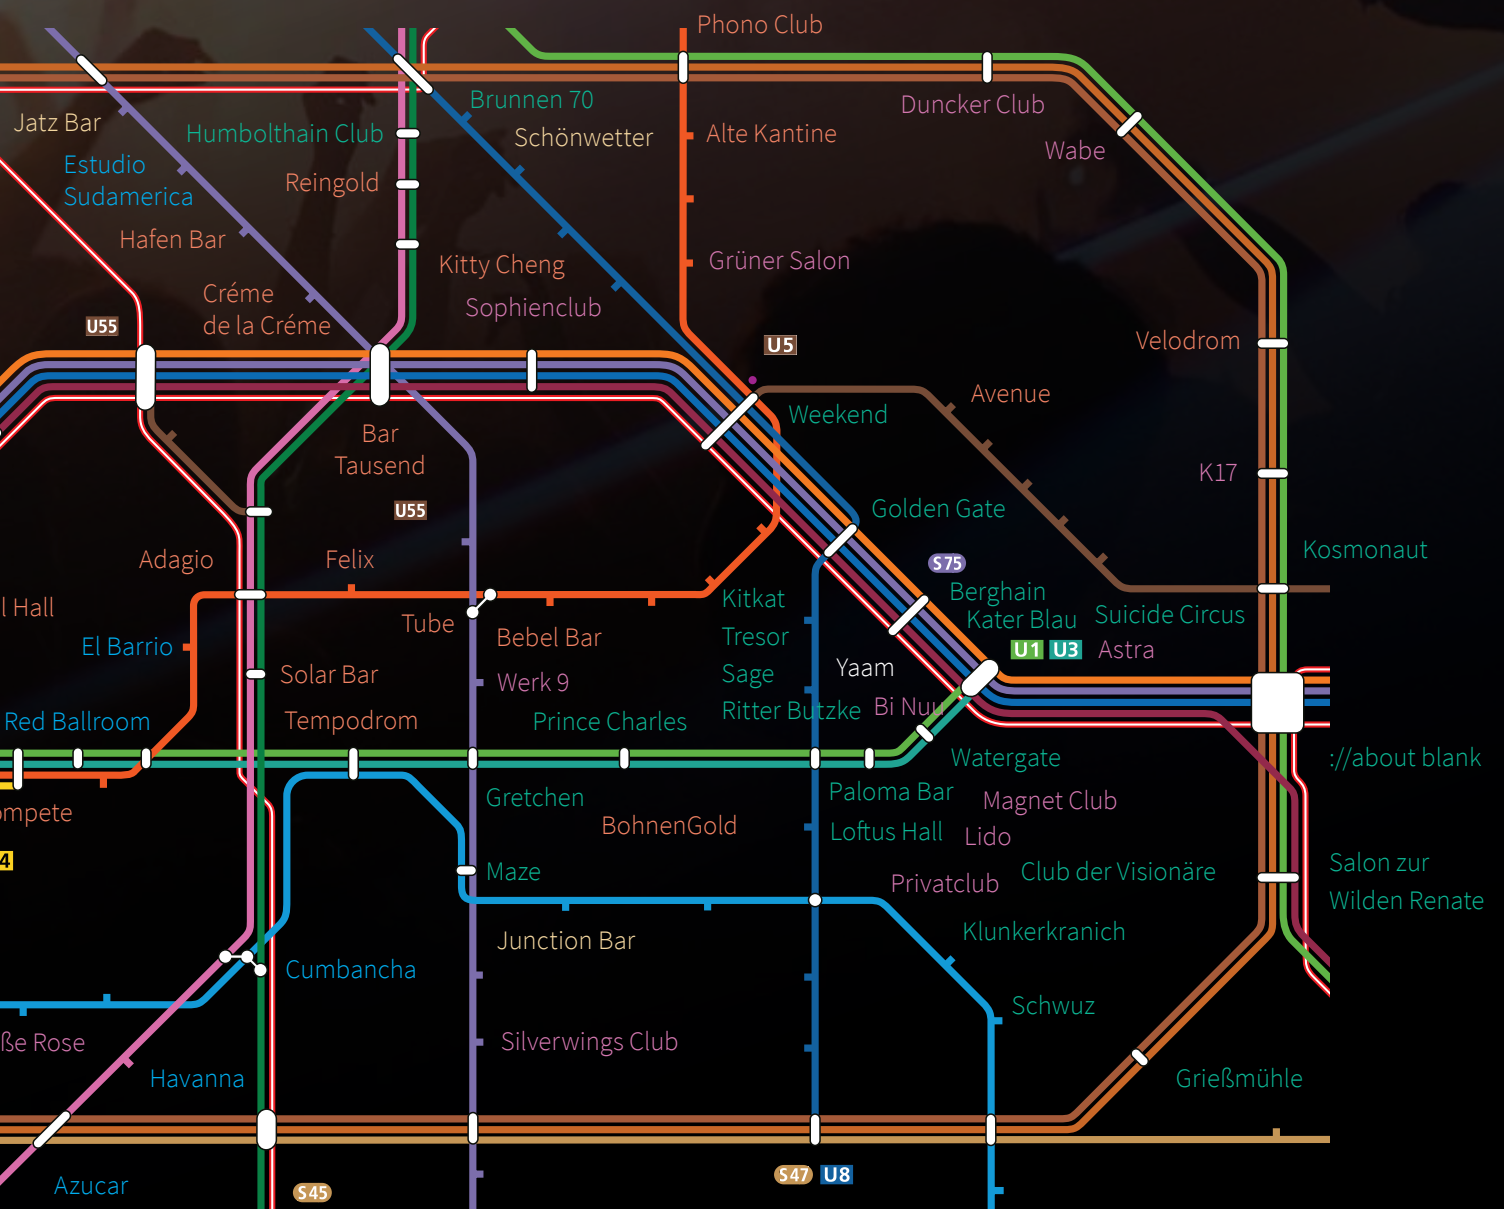 Phono Club
Brunnen 70
Duncker Club
Jatz Bar
Humbolthain Club
Schönwetter
Alte Kantine
Wabe
Estudio
Sudamerica
Reingold
Hafen Bar
Kitty Cheng
Grüner Salon
Créme
de la Créme
Sophienclub
U55
U5
Velodrom
Avenue
Weekend
Bar
Tausend
K17
U55
Golden Gate
Adagio
Felix
S75
Kosmonaut
Berghain
l Hall
Kitkat
Kater Blau
Suicide Circus
Tube
Bebel Bar
Tresor
El Barrio
U1 U3
Astra
Solar Bar
Werk 9
Sage
Yaam
Red Ballroom
Tempodrom
Prince Charles
Ritter Butzke
Bi Nuu
Watergate
://about blank
Gretchen
Paloma Bar
Magnet Club
ompete
BohnenGold
Loftus Hall
Lido
4
Maze
Privatclub
Club der Visionäre
Salon zur
Wilden Renate
Junction Bar
Klunkerkranich
Cumbancha
Schwuz
ße Rose
Silverwings Club
Havanna
Grießmühle
Azucar
S45
S47 U8